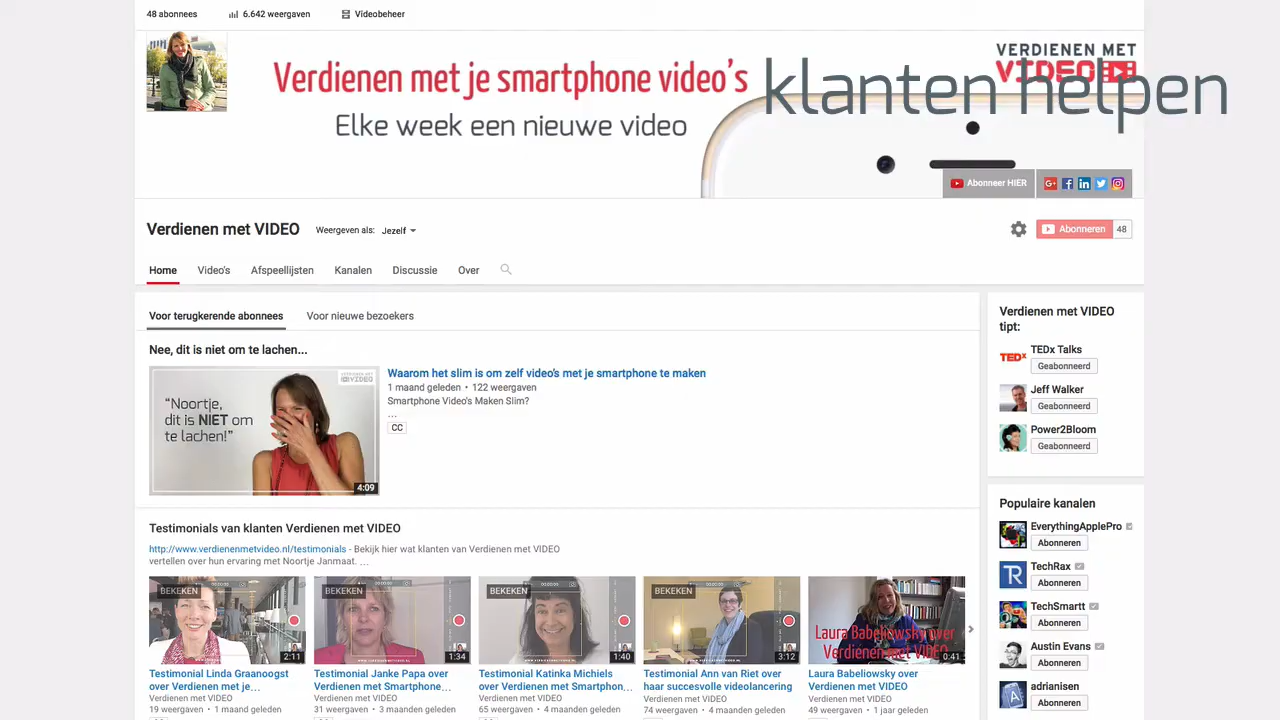 48 abonnees
6.642 weergaven
Videobeheer
VERDIENEN MET
VIDEO
Verdienen met je smartphone video's
klanten helpen
Elke week een nieuwe video
Abonneer HIER
Verdienen met VIDEO
Weergeven als: Jezelf
Abonneren 48
Home Video's Afspeellijsten Kanalen Discussie Over
Voor terugkerende abonnees Voor nieuwe bezoekers
Nee, dit is niet om te lachen...
VERDIENEN MET
VIDEO
"Noortje,
dit is NIET om
te lachen!"
4:09
Waarom het slim is om zelf video's met je smartphone te maken
1 maand geleden • 122 weergaven
Smartphone Video's Maken Slim?
...
CC
Testimonials van klanten Verdienen met VIDEO
http://www.verdienenmetvideo.nl/testimonials - Bekijk hier wat klanten van Verdienen met VIDEO
vertellen over hun ervaring met Noortje Janmaat. ...
BEKEKEN
2:11
Testimonial Linda Graanoogst
over Verdienen met je...
Verdienen met VIDEO
19 weergaven • 1 maand geleden
BEKEKEN
1:34
Testimonial Janke Papa over
Verdienen met Smartphone...
Verdienen met VIDEO
31 weergaven • 3 maanden geleden
BEKEKEN
1:40
Testimonial Katinka Michiels
over Verdienen met Smartphon...
Verdienen met VIDEO
65 weergaven • 4 maanden geleden
BEKEKEN
3:12
Testimonial Ann van Riet over
haar succesvolle videolancering
Verdienen met VIDEO
74 weergaven • 4 maanden geleden
Laura Babeliowsky over
Verdienen met VIDEO
0:41
Laura Babeliowsky over
Verdienen met VIDEO
Verdienen met VIDEO
49 weergaven • 1 jaar geleden
Verdienen met VIDEO
tipt:
TEDx
TEDx Talks
Geabonneerd
Jeff Walker
Geabonneerd
Power2Bloom
Geabonneerd
Populaire kanalen
EverythingApplePro
Abonneren
TechRax
Abonneren
TechSmartt
Abonneren
Austin Evans
Abonneren
adrianisen
Abonneren